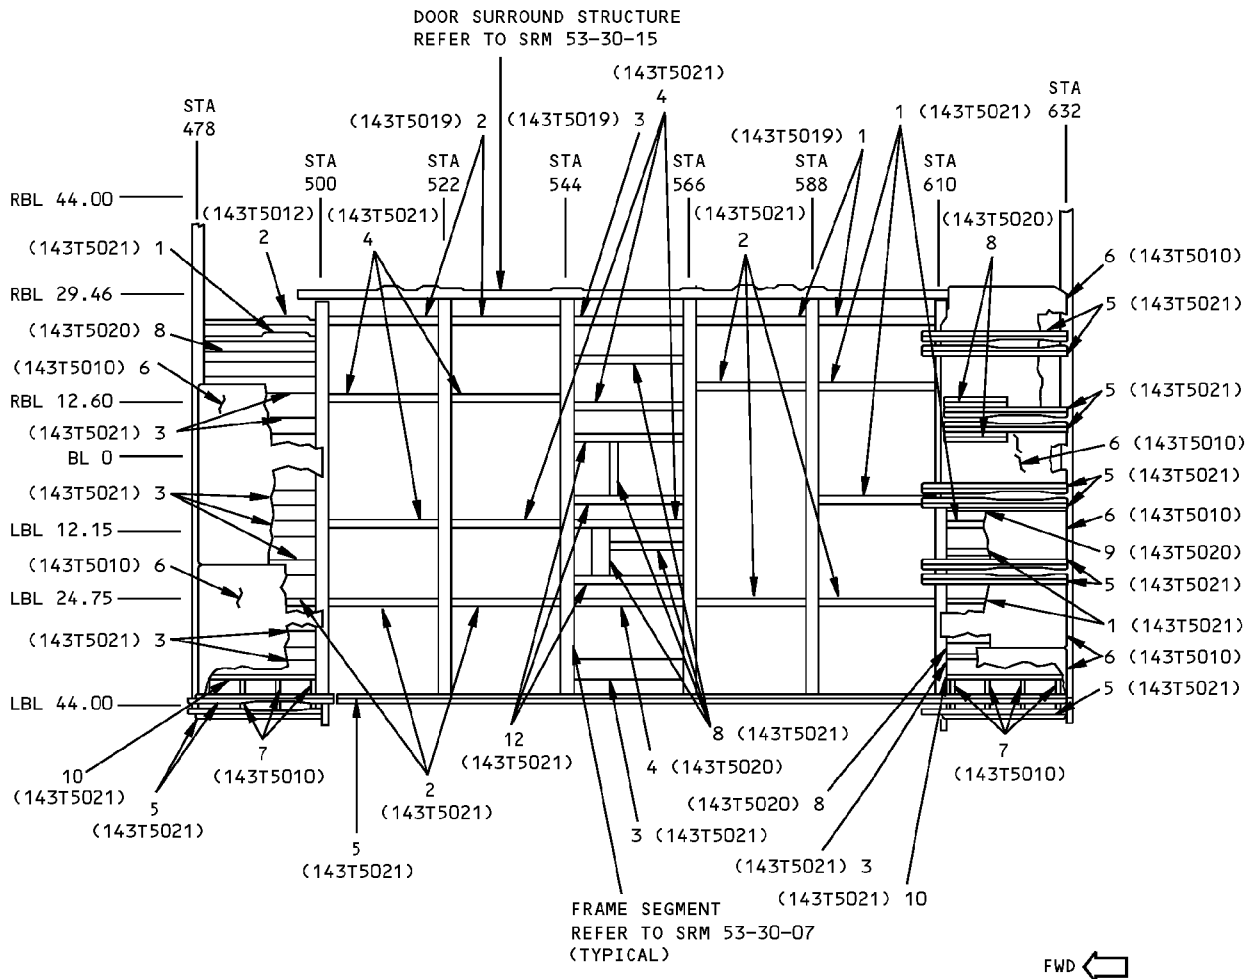 DOOR SURROUND STRUCTURE
REFER TO SRM 53-30-15
(143T5021)
4
STA
478
(143T5019) 2
(143T5019) 3
(143T5019) 1
1 (143T5021)
STA
632
STA
500
STA
522
STA
544
STA
566
STA
588
STA
610
RBL 44.00
(143T5012)
2
(143T5021)
4
(143T5021)
2
(143T5020)
8
(143T5021) 1
6 (143T5010)
RBL 29.46
5 (143T5021)
(143T5020) 8
(143T5010) 6
RBL 12.60
5 (143T5021)
(143T5021) 3
6 (143T5010)
BL 0
5 (143T5021)
(143T5021) 3
6 (143T5010)
LBL 12.15
9 (143T5020)
(143T5010) 6
5 (143T5021)
LBL 24.75
1 (143T5021)
(143T5021) 3
6 (143T5010)
5 (143T5021)
LBL 44.00
7
(143T5010)
12
(143T5021)
8 (143T5021)
7
(143T5010)
10
(143T5021)
5
(143T5021)
2
(143T5021)
4 (143T5020)
(143T5020) 8
3 (143T5021)
5
(143T5021)
(143T5021) 3
(143T5021) 10
FRAME SEGMENT
REFER TO SRM 53-30-07
(TYPICAL)
FWD